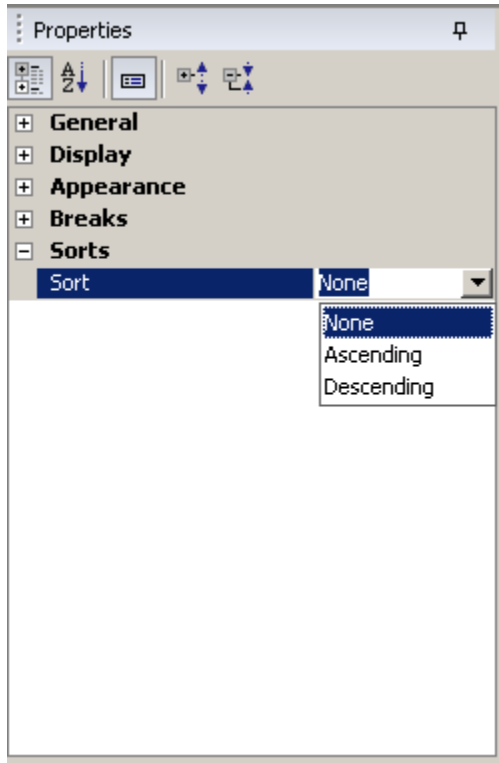 Properties
A
Z
General
Display
Appearance
Breaks
Sorts
Sort None
None
Ascending
Descending